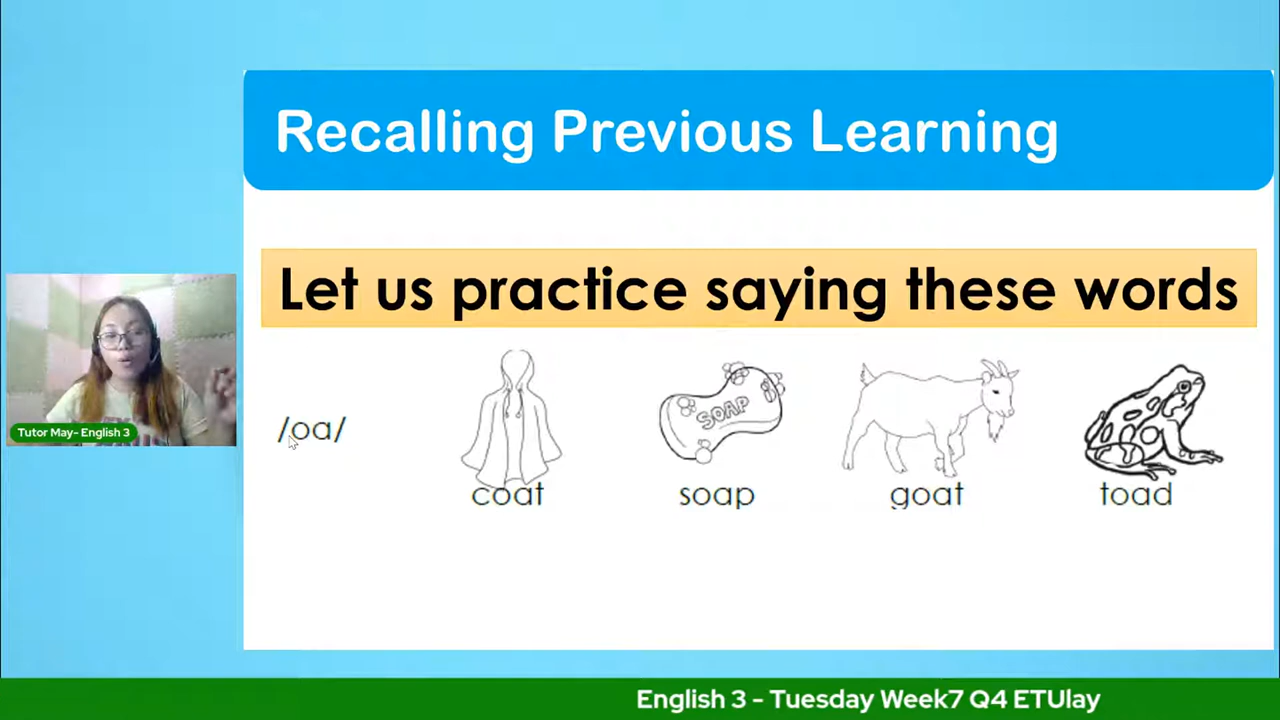 Recalling Previous Learning
Let us practice saying these words
/oa/
SOAP
coat soap goat toad
Tutor May- English 3
English 3 - Tuesday Week7 Q4 ETUlay